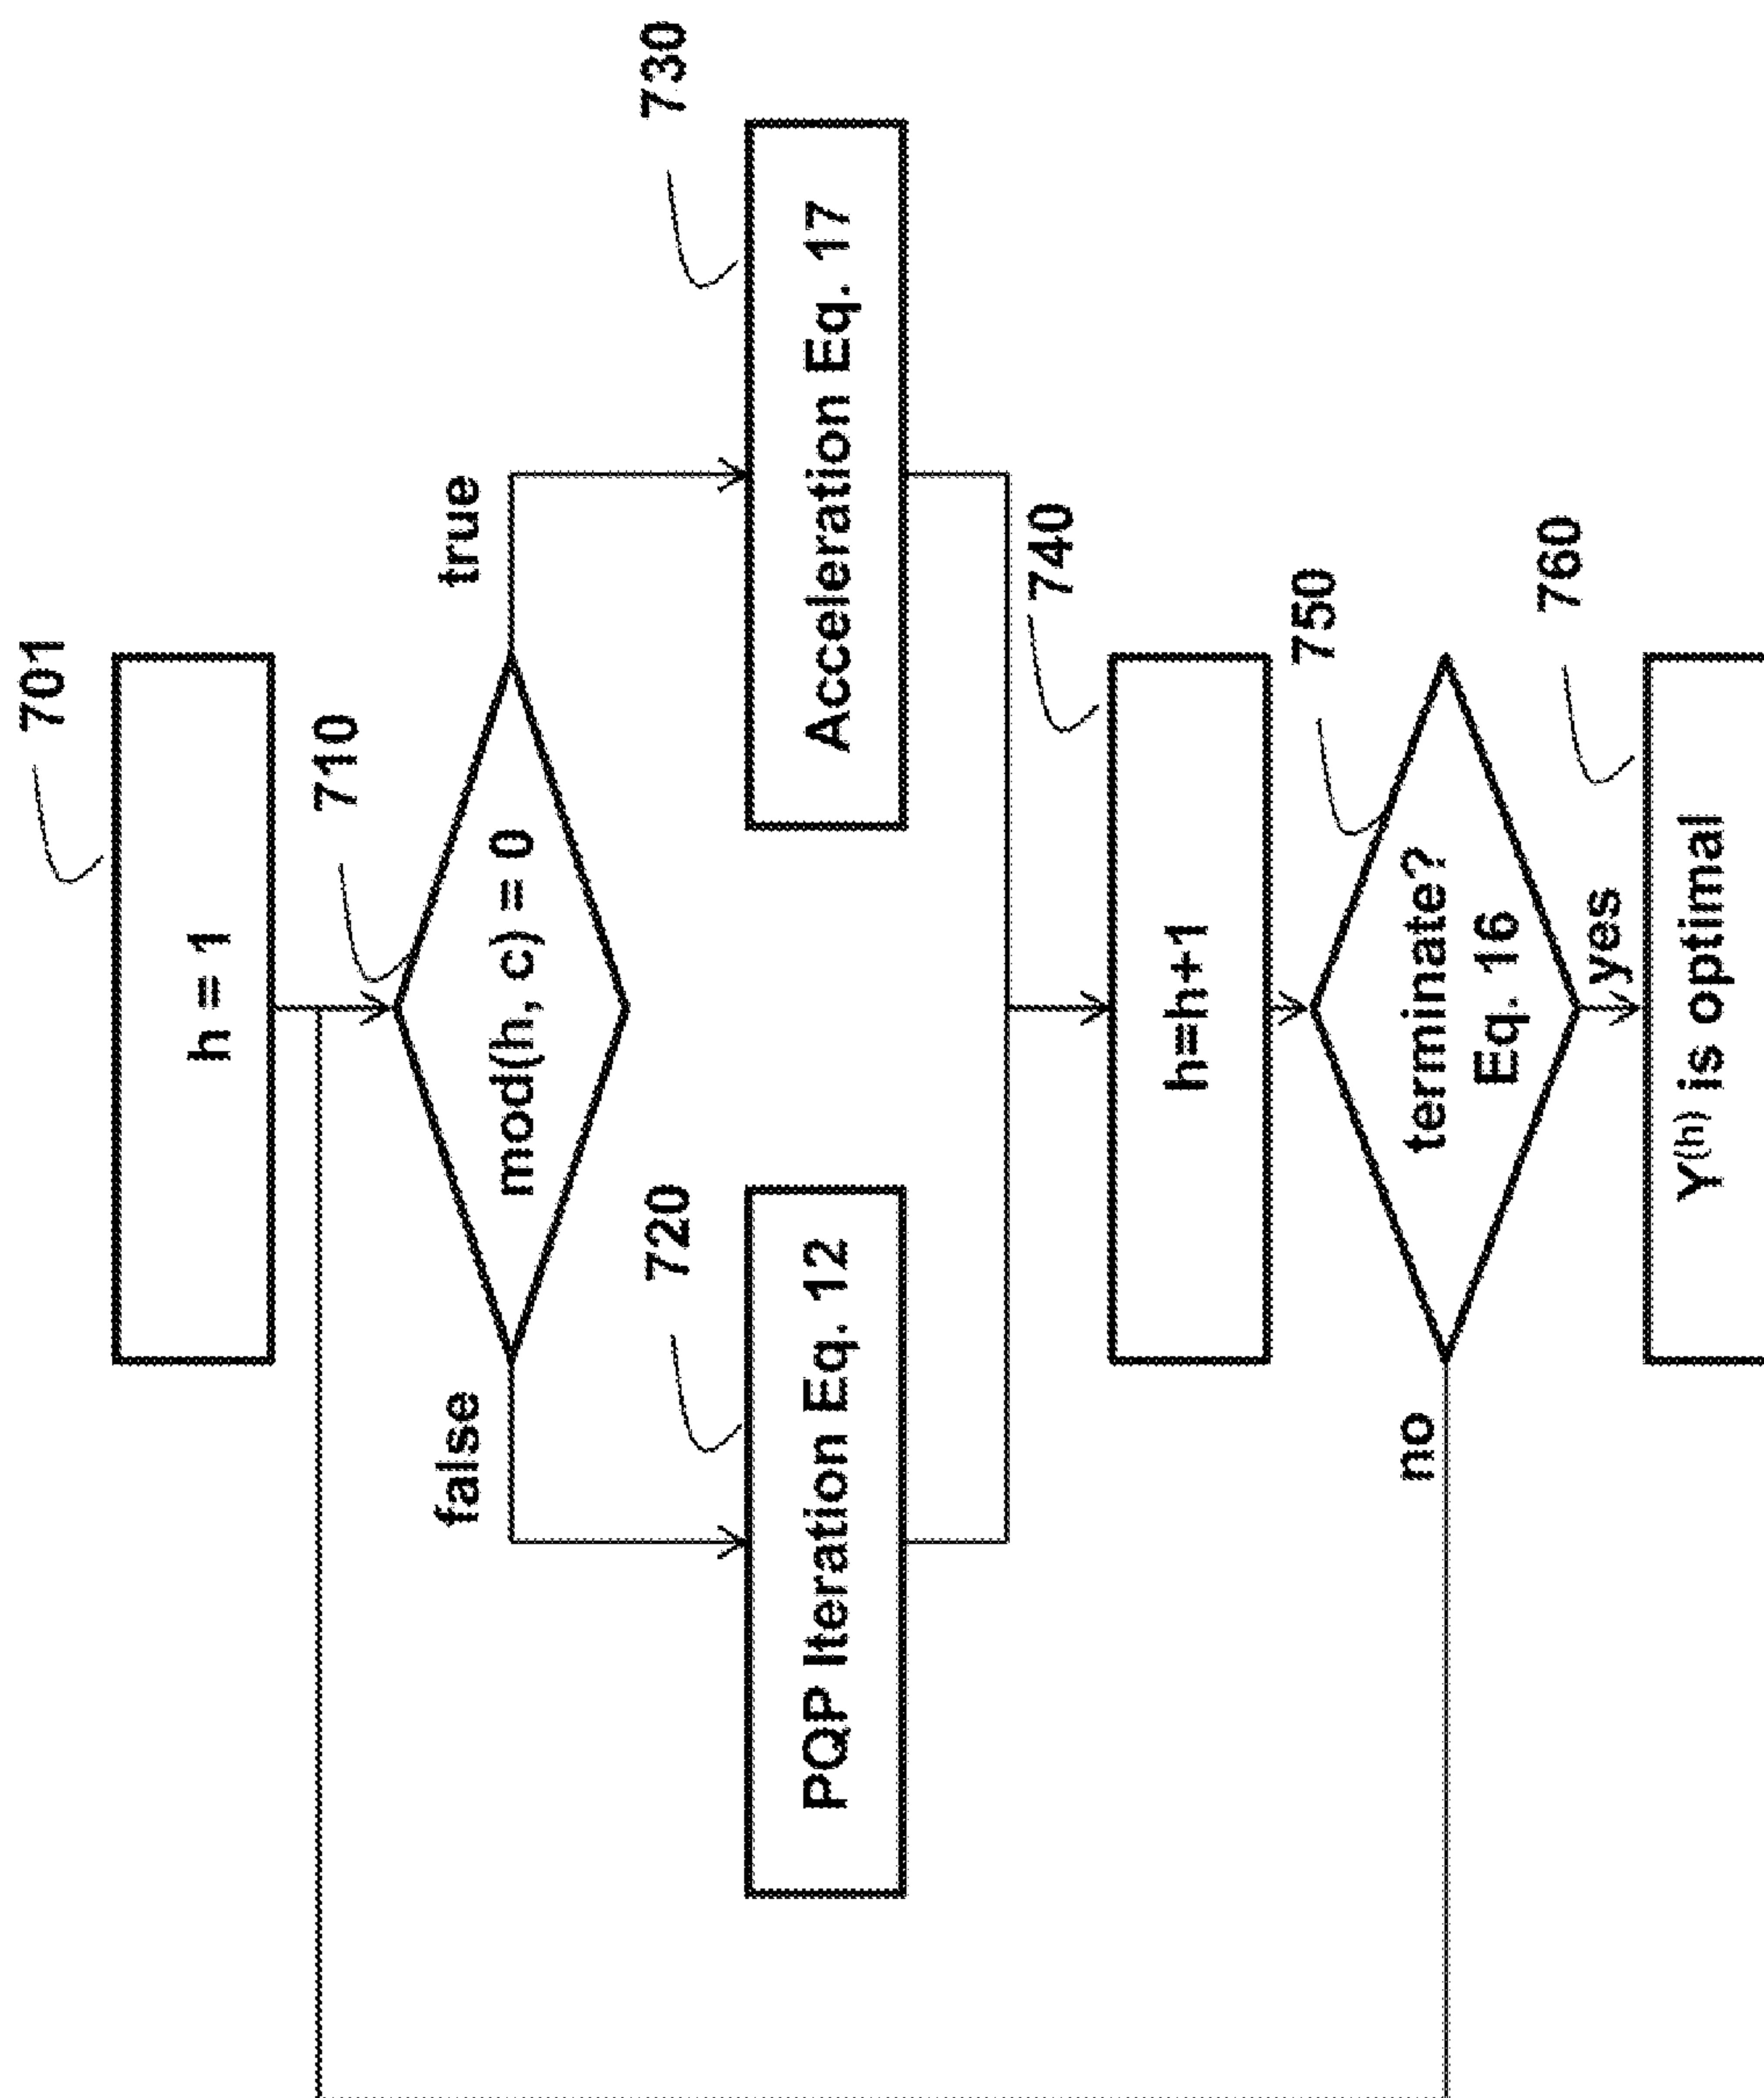 701
h = 1
710
mod(h, c) = 0
false
true
720
PQP Iteration Eq. 12
730
Acceleration Eq. 17
740
h=h+1
750
terminate?
Eq. 16
no
yes
760
Y(h) is optimal